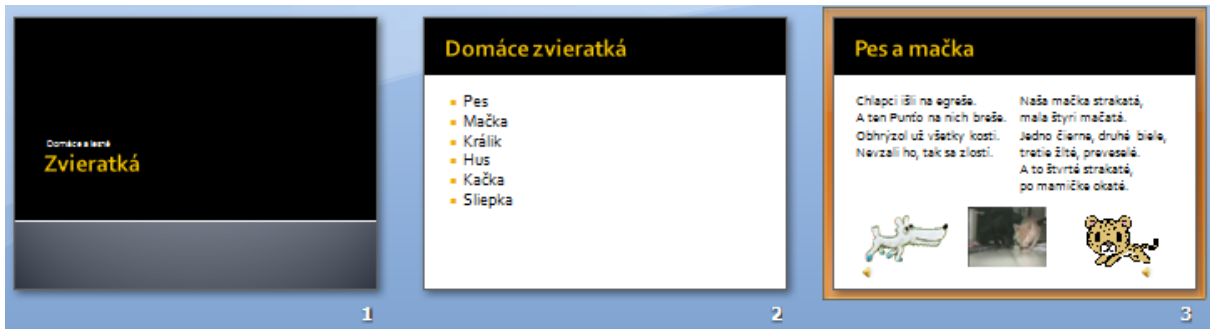 Domáce a lesné
Zvieratká
1
Domáce zvieratká
Pes
Mačka
Králik
Hus
Kačka
Sliepka
2
Pes a mačka
Chlapci išli na egreše.
A ten Punťo na nich breše.
Obhrýzol už všetky kosti.
Nevzali ho, tak sa zlostí.
Naša mačka strakatá,
mala štyri mačatá.
Jedno čierne, druhé biele,
tretie žlté, preveselé.
A to štvrté strakaté,
po mamičke okaté.
3